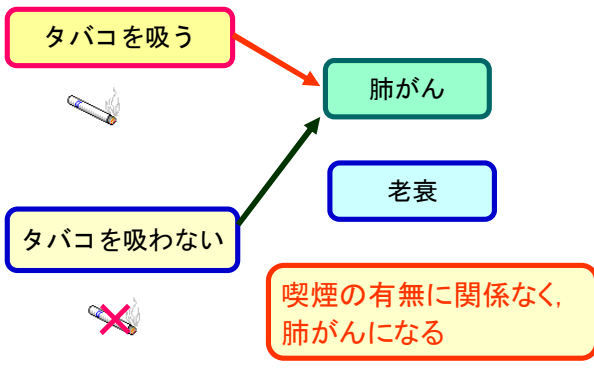 タバコを吸う
肺がん
老衰
タバコを吸わない
喫煙の有無に関係なく,
肺がんになる